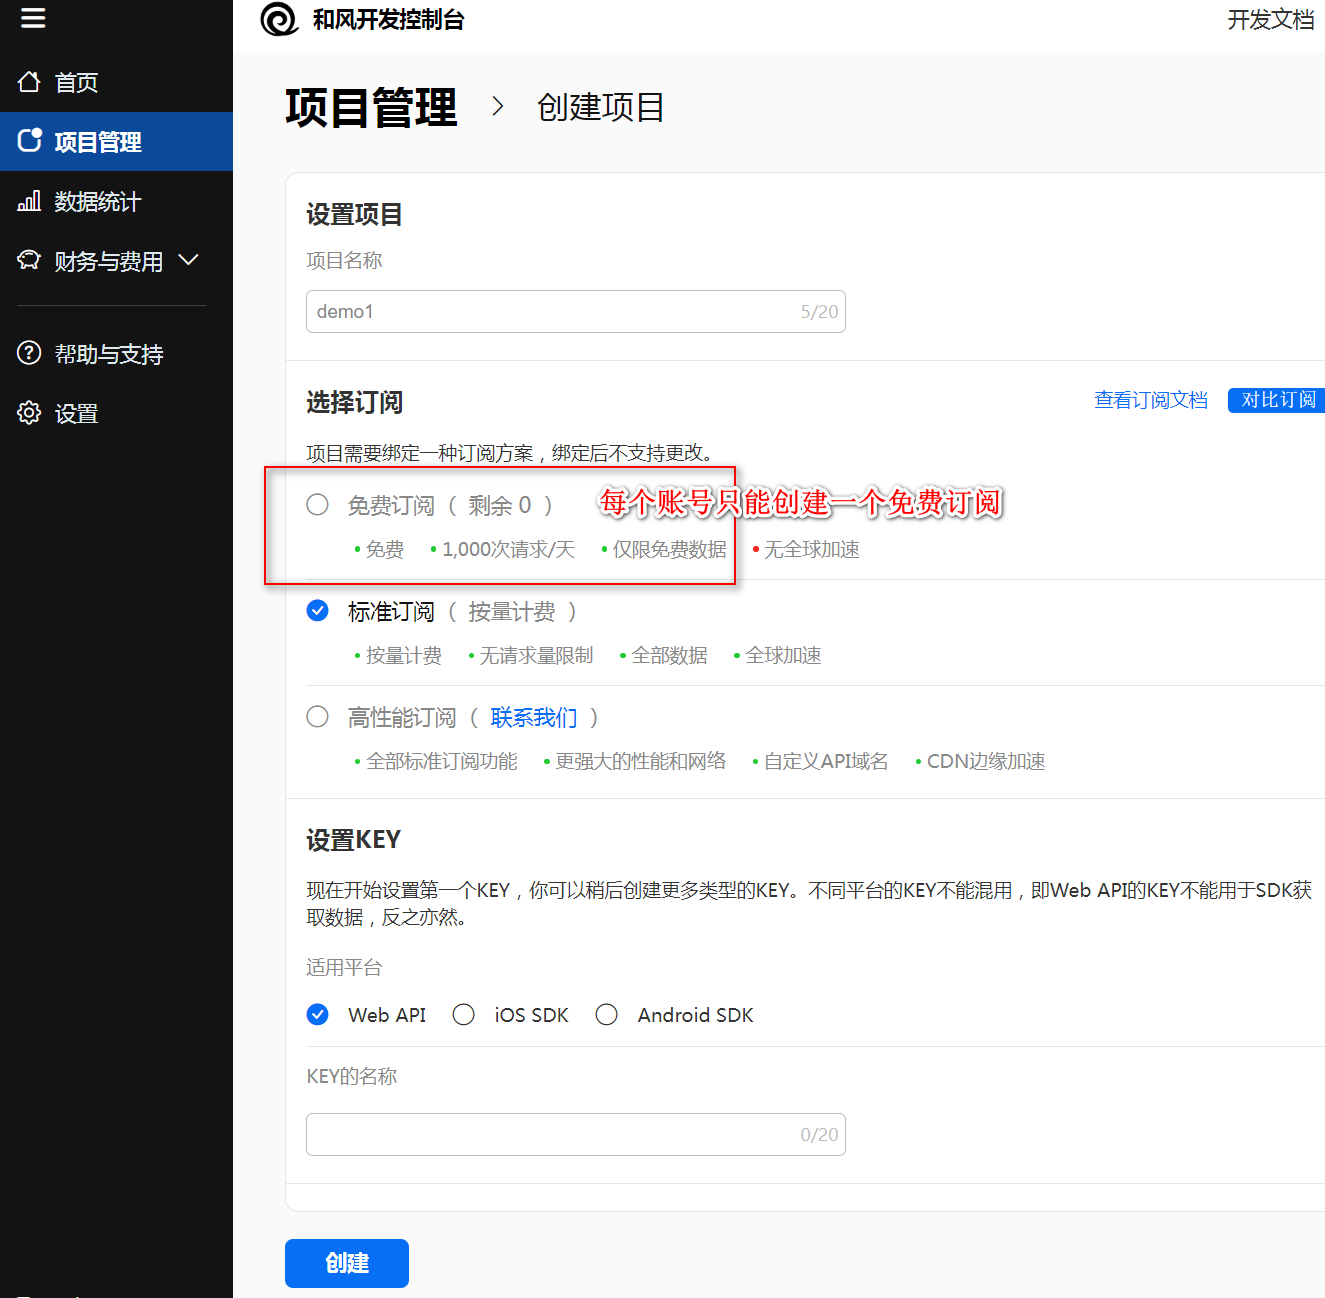 和风开发控制台
开发文档
首页
项目管理
数据统计
财务与费用
帮助与支持
设置
项目管理 > 创建项目
设置项目
项目名称
demo1 5/20
选择订阅
查看订阅文档 对比订阅
项目需要绑定一种订阅方案，绑定后不支持更改。
免费订阅（ 剩余 0 ） 每个账号只能创建一个免费订阅
• 免费 • 1,000次请求/天 • 仅限免费数据 • 无全球加速
标准订阅（ 按量计费 ）
• 按量计费 • 无请求量限制 • 全部数据 • 全球加速
高性能订阅（ 联系我们 ）
• 全部标准订阅功能 • 更强大的性能和网络 • 自定义API域名 • CDN边缘加速
设置KEY
现在开始设置第一个KEY，你可以稍后创建更多类型的KEY。不同平台的KEY不能混用，即Web API的KEY不能用于SDK获
取数据，反之亦然。
适用平台
Web API iOS SDK Android SDK
KEY的名称
0/20
创建